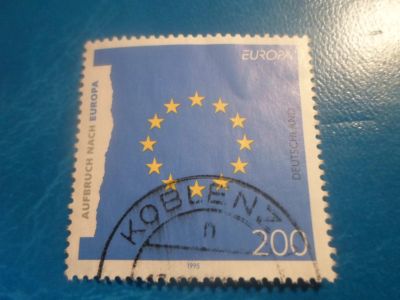 EUROPA
AUFBRUCH NACH EUROPA
DEUTSCHLAND
KOBLENZ
n
200
1995